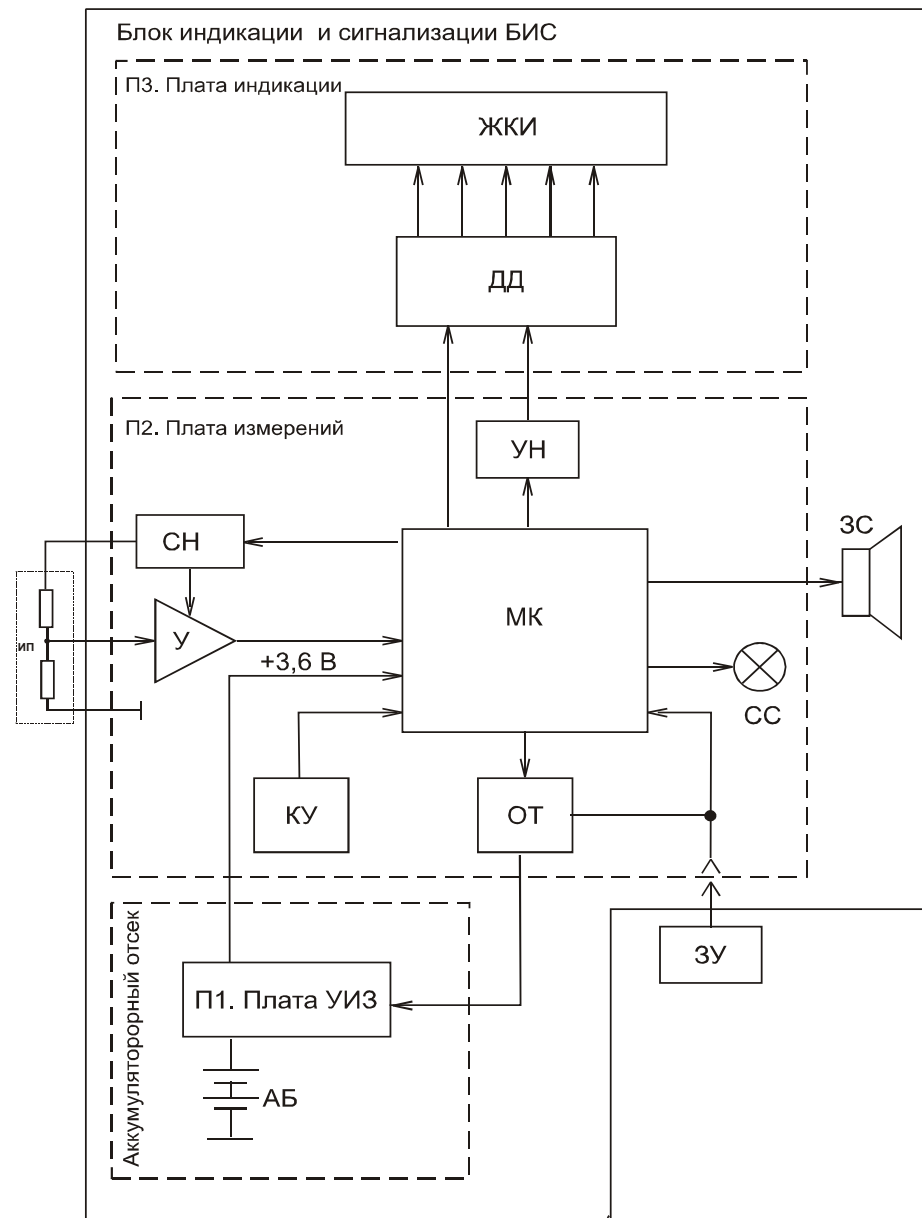 Блок индикации и сигнализации БИС
П3. Плата индикации
ЖКИ
ДД
П2. Плата измерений
УН
СН
ЗС
МК
У
ип
+3,6 В
СС
КУ
ОТ
ЗУ
Аккумуляторорный отсек
П1. Плата УИЗ
АБ